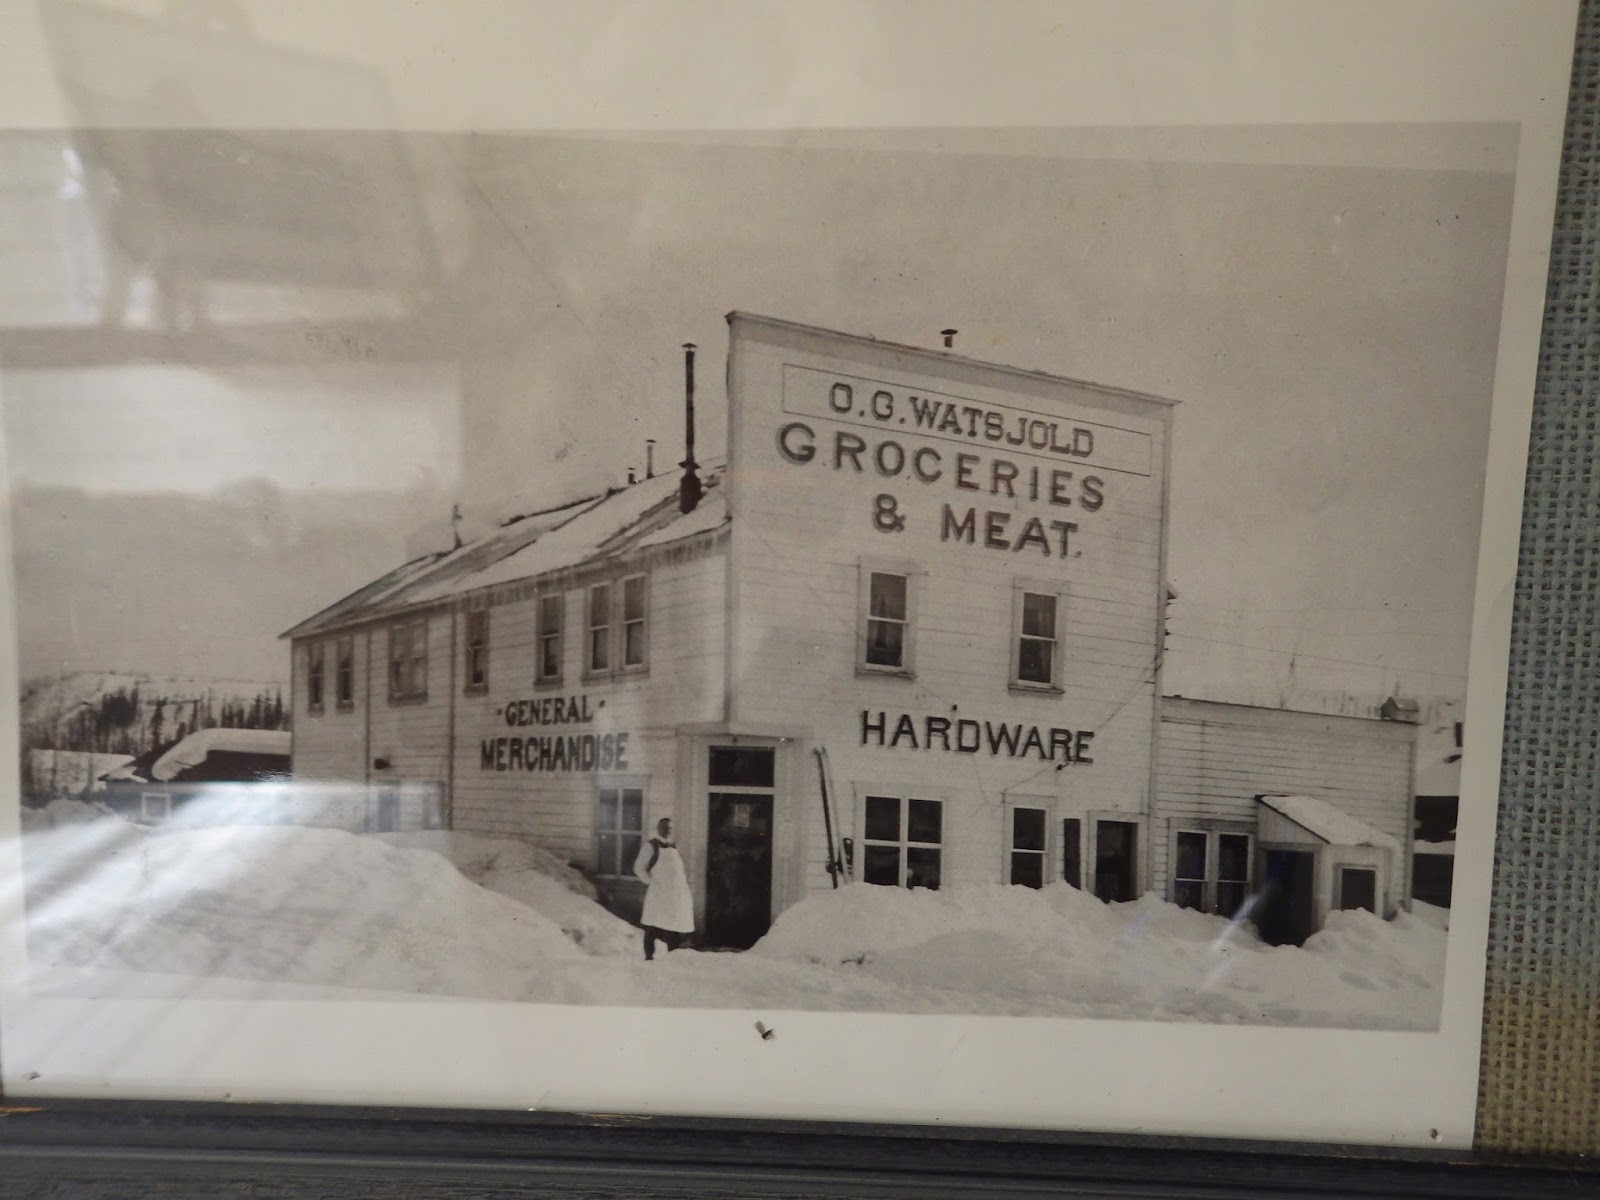 O.G. WATSJOLD
GROCERIES
& MEAT.
-GENERAL-
MERCHANDISE
HARDWARE